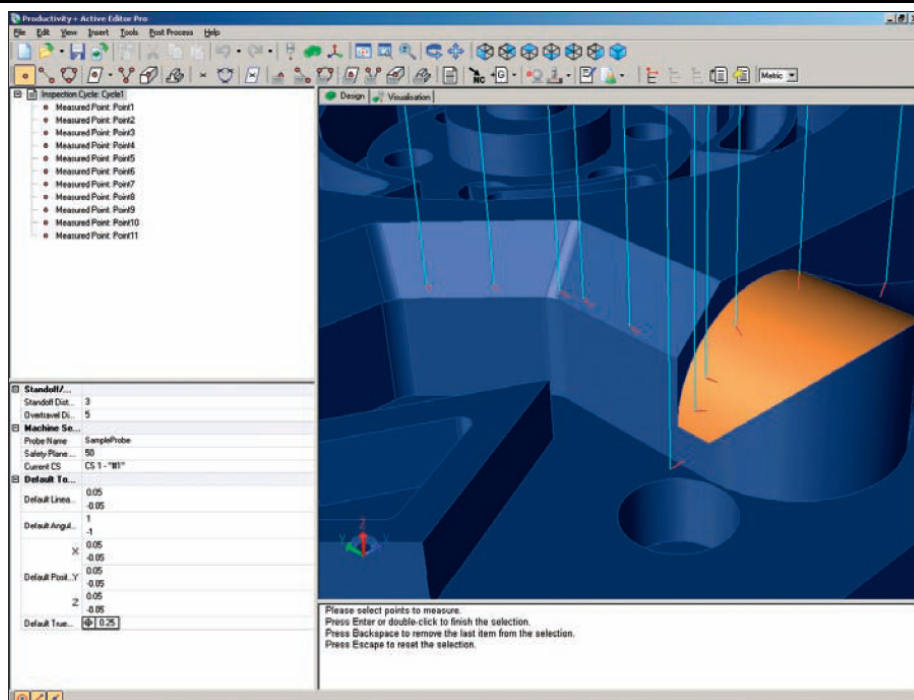 Productivity+ Active Editor Pro
File Edit View Insert Tools Post Process Help
Metric
Inspection Cycle: Cycle1
Measured Point: Point1
Measured Point: Point2
Measured Point: Point3
Measured Point: Point4
Measured Point: Point5
Measured Point: Point6
Measured Point: Point7
Measured Point: Point8
Measured Point: Point9
Measured Point: Point10
Measured Point: Point11
Design Visualisation
Standoff/...
Standoff Dist... 3
Overtravel Di... 5
Machine Se...
Probe Name SampleProbe
Safety Plane ... 50
Current CS CS 1 - "#1"
Default To...
Default Linea... 0.05
-0.05
Default Angul... 1
-1
X 0.05
-0.05
Default Posit... Y 0.05
-0.05
Z 0.05
-0.05
Default True... 0.25
Please select points to measure.
Press Enter or double-click to finish the selection.
Press Backspace to remove the last item from the selection.
Press Escape to reset the selection.